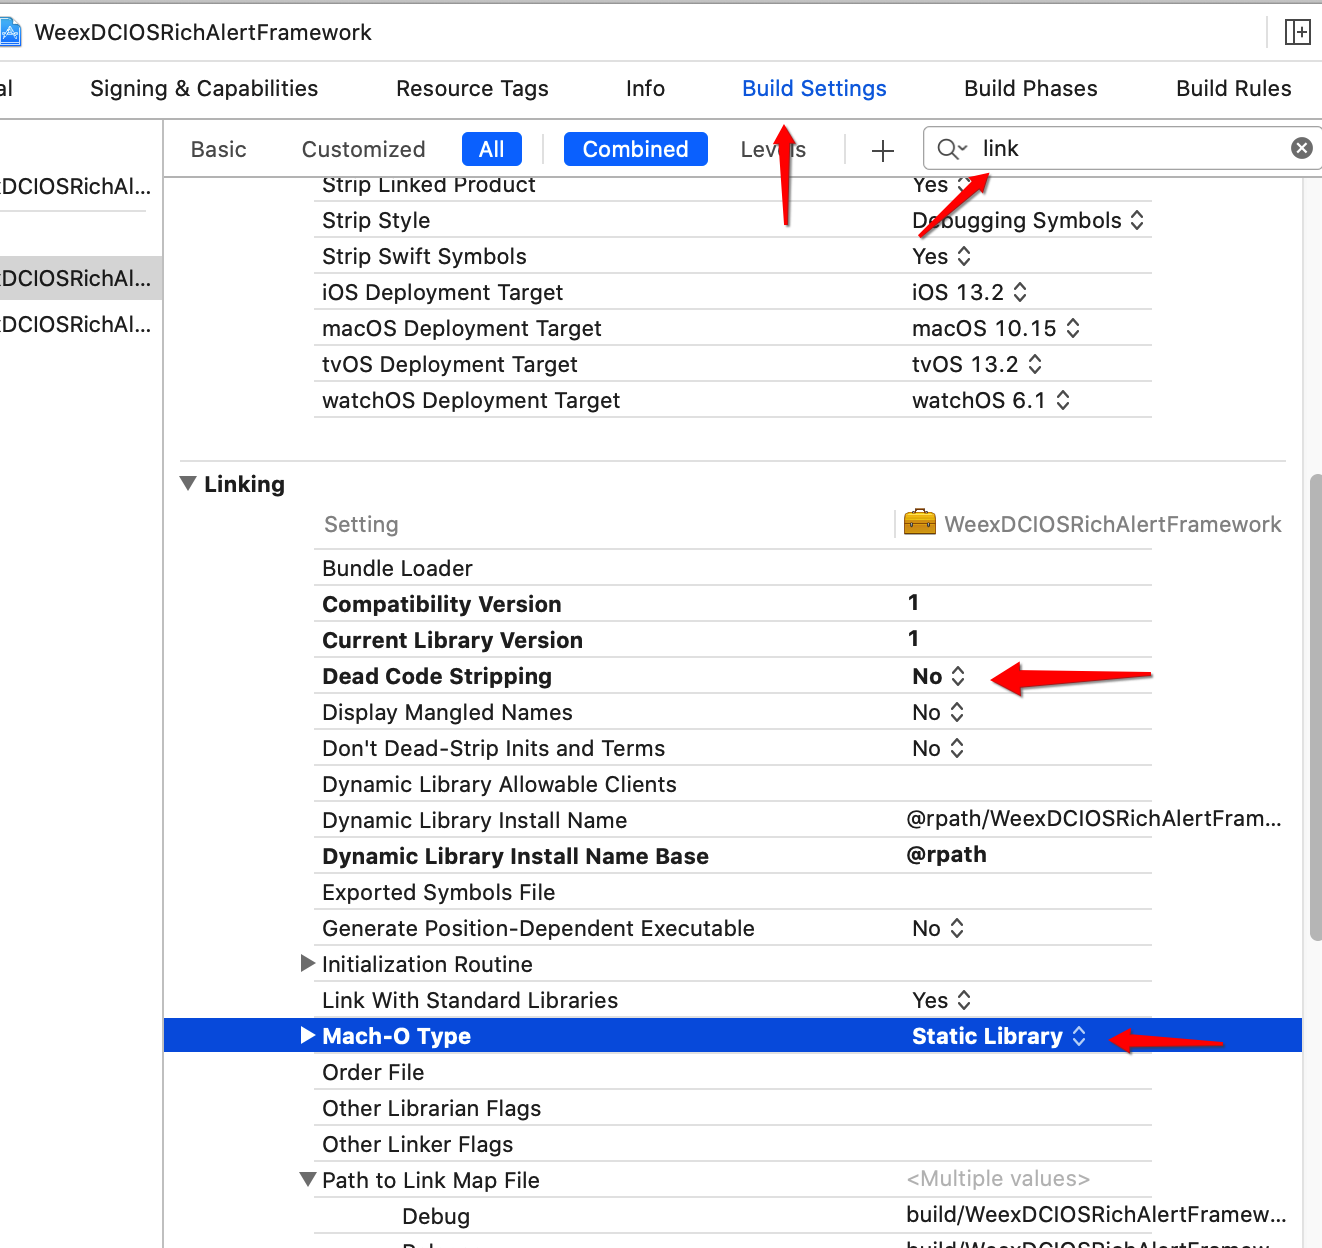 WeexDCIOSRichAlertFramework
al Signing & Capabilities Resource Tags Info Build Settings Build Phases Build Rules
Basic Customized All Combined Levels + link
xDCIOSRichAl...
xDCIOSRichAl...
xDCIOSRichAl...
Strip Linked Product Yes
Strip Style Debugging Symbols
Strip Swift Symbols Yes
iOS Deployment Target iOS 13.2
macOS Deployment Target macOS 10.15
tvOS Deployment Target tvOS 13.2
watchOS Deployment Target watchOS 6.1
Linking
Setting WeexDCIOSRichAlertFramework
Bundle Loader
Compatibility Version 1
Current Library Version 1
Dead Code Stripping No
Display Mangled Names No
Don't Dead-Strip Inits and Terms No
Dynamic Library Allowable Clients
Dynamic Library Install Name @rpath/WeexDCIOSRichAlertFram...
Dynamic Library Install Name Base @rpath
Exported Symbols File
Generate Position-Dependent Executable No
Initialization Routine
Link With Standard Libraries Yes
Mach-O Type Static Library
Order File
Other Librarian Flags
Other Linker Flags
Path to Link Map File <Multiple values>
Debug build/WeexDCIOSRichAlertFramew...